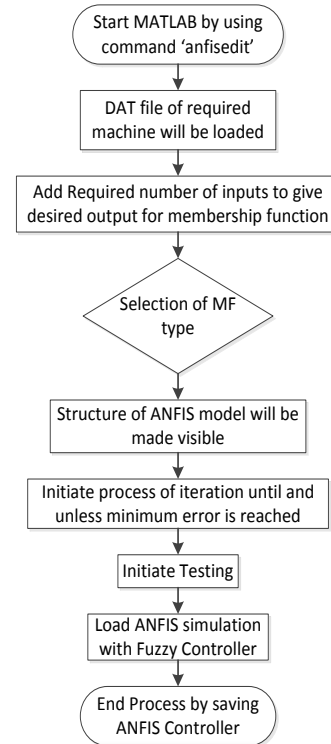 Start MATLAB by using
command ‘anfisedit’
DAT file of required
machine will be loaded
Add Required number of inputs to give
desired output for membership function
Selection of MF
type
Structure of ANFIS model will be
made visible
Initiate process of iteration until and
unless minimum error is reached
Initiate Testing
Load ANFIS simulation
with Fuzzy Controller
End Process by saving
ANFIS Controller